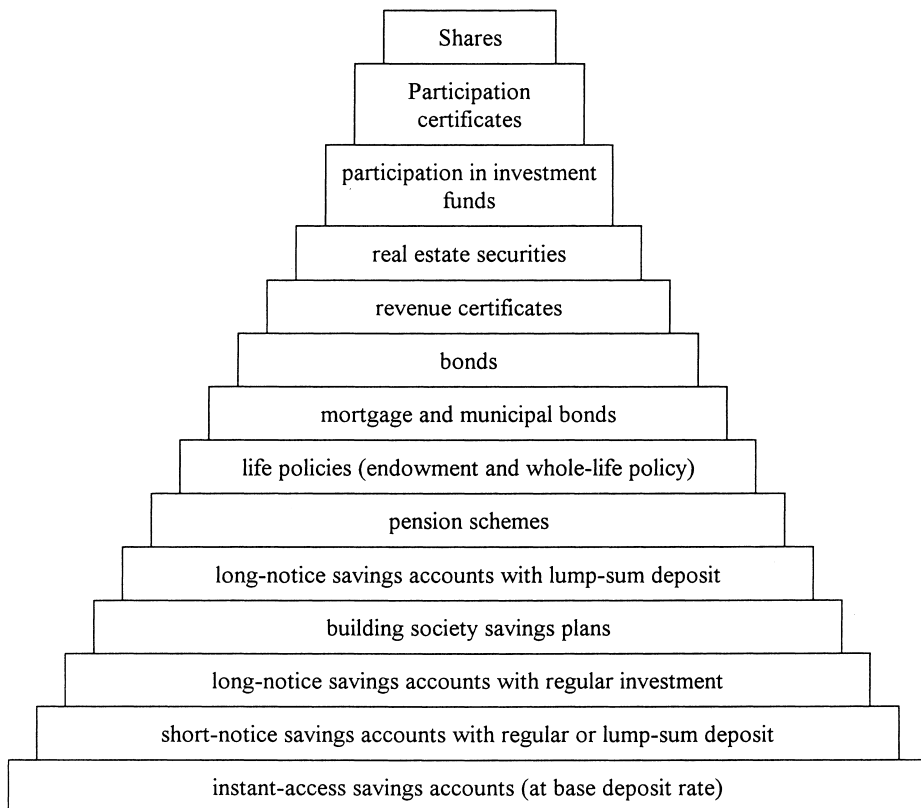 Shares
Participation
certificates
participation in investment
funds
real estate securities
revenue certificates
bonds
mortgage and municipal bonds
life policies (endowment and whole-life policy)
pension schemes
long-notice savings accounts with lump-sum deposit
building society savings plans
long-notice savings accounts with regular investment
short-notice savings accounts with regular or lump-sum deposit
instant-access savings accounts (at base deposit rate)